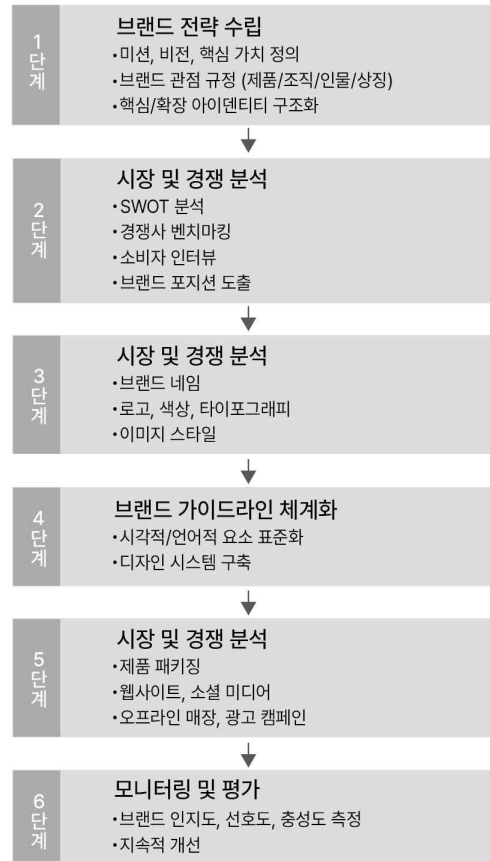 1단계
브랜드 전략 수립
•미션, 비전, 핵심 가치 정의
•브랜드 관점 규정 (제품/조직/인물/상징)
•핵심/확장 아이덴티티 구조화
2단계
시장 및 경쟁 분석
•SWOT 분석
•경쟁사 벤치마킹
•소비자 인터뷰
•브랜드 포지션 도출
3단계
시장 및 경쟁 분석
•브랜드 네임
•로고, 색상, 타이포그래피
•이미지 스타일
4단계
브랜드 가이드라인 체계화
•시각적/언어적 요소 표준화
•디자인 시스템 구축
5단계
시장 및 경쟁 분석
•제품 패키징
•웹사이트, 소셜 미디어
•오프라인 매장, 광고 캠페인
6단계
모니터링 및 평가
•브랜드 인지도, 선호도, 충성도 측정
•지속적 개선